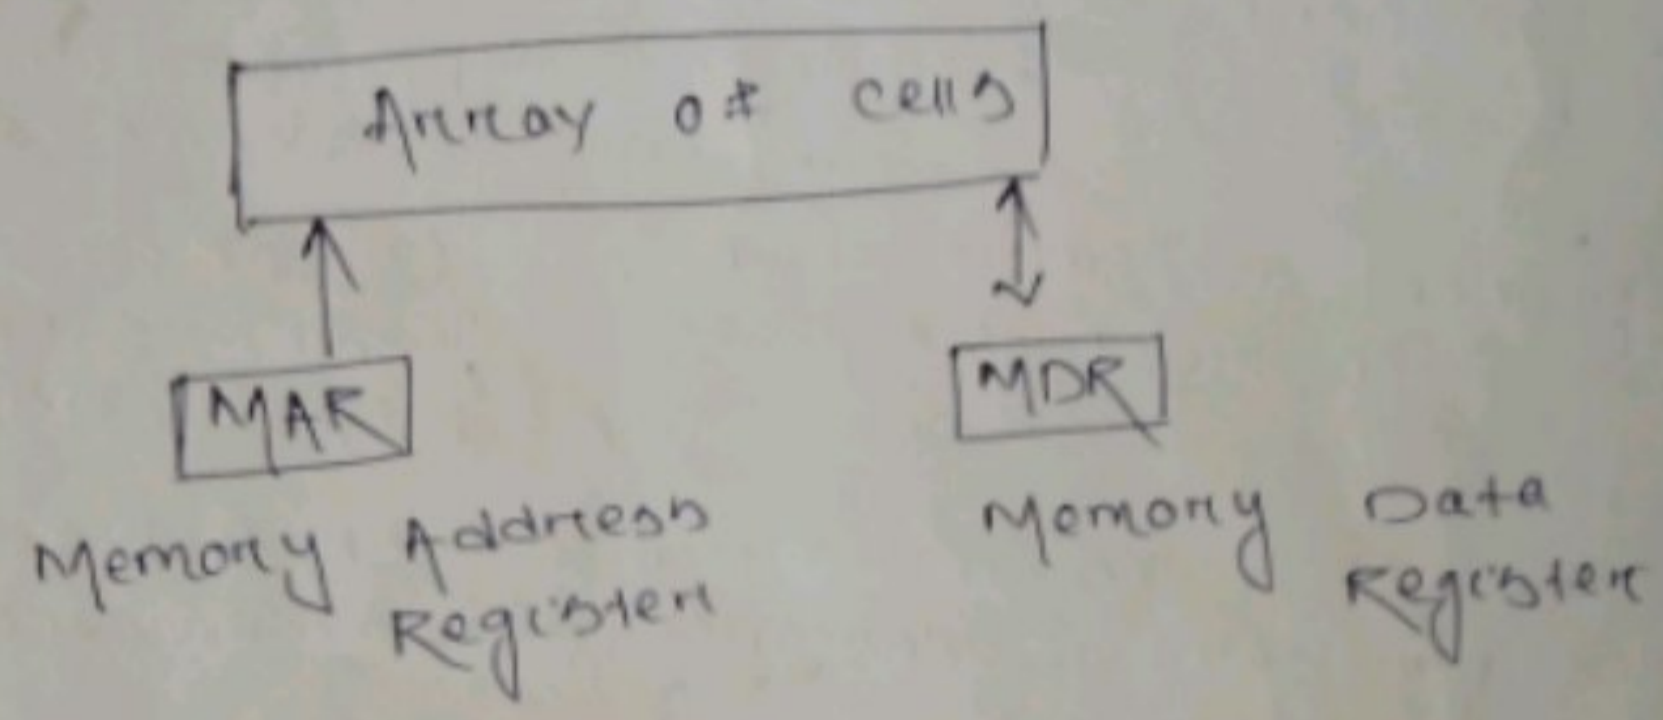 Array of cells
MAR
MDR
Memory Address
Register
Memory Data
Register